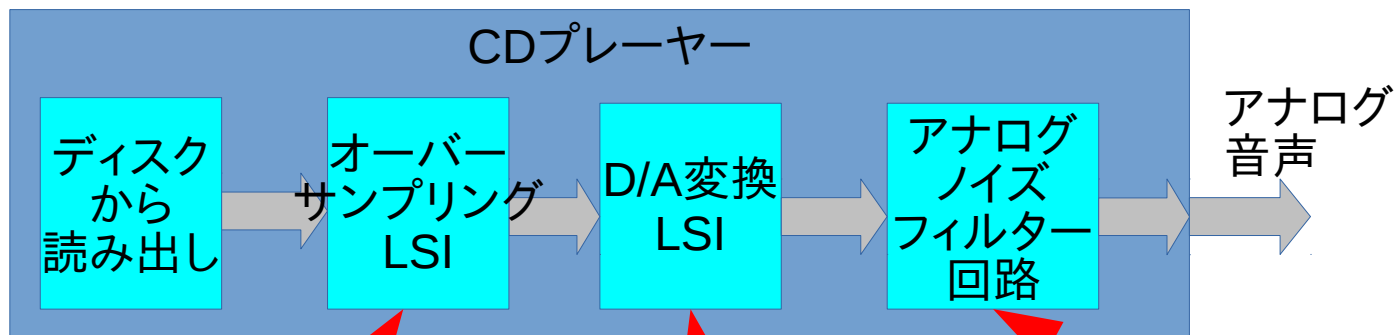 CDプレーヤー
ディスク
から
読み出し
オーバー
サンプリング
LSI
D/A変換
LSI
アナログ
ノイズ
フィルター
回路
アナログ
音声